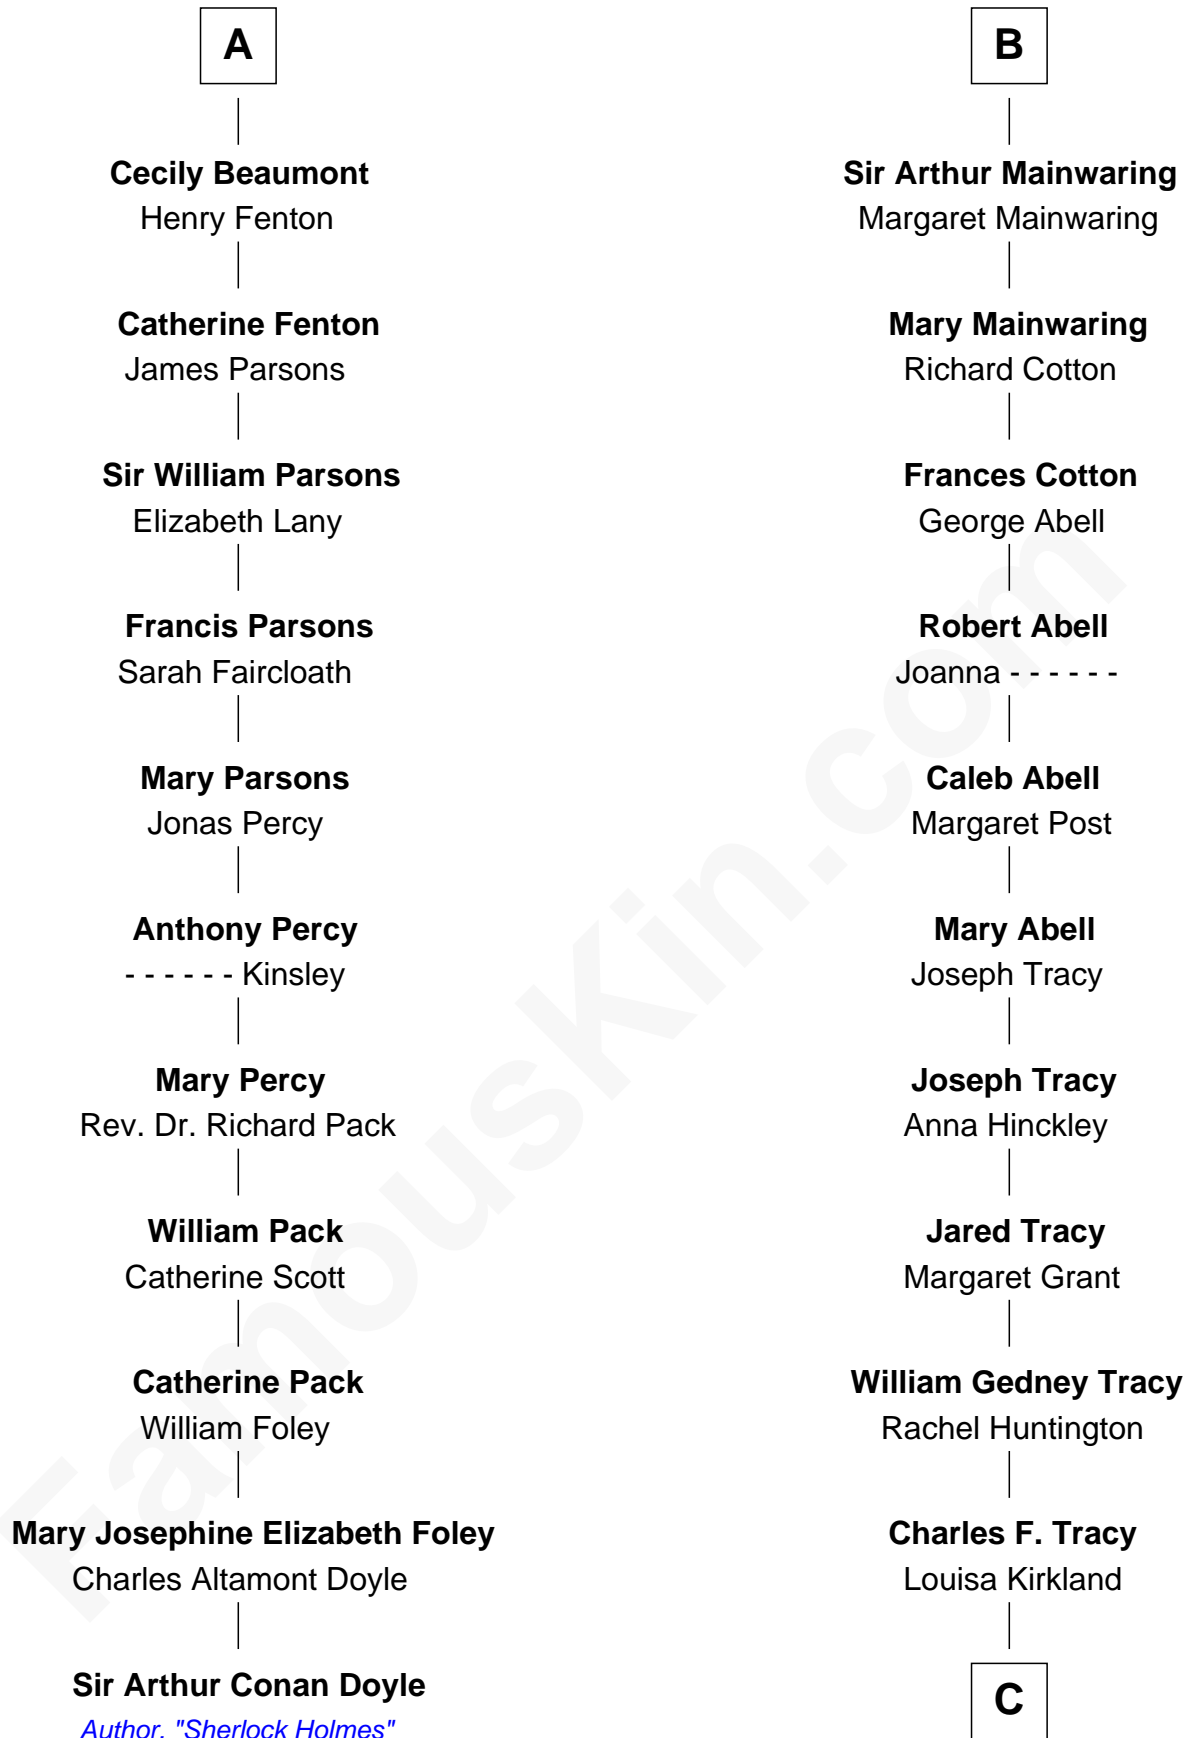 A
Cecily Beaumont
Henry Fenton
Catherine Fenton
James Parsons
Sir William Parsons
Elizabeth Lany
Francis Parsons
Sarah Faircloath
Mary Parsons
Jonas Percy
Anthony Percy
- - - - - - Kinsley
Mary Percy
Rev. Dr. Richard Pack
William Pack
Catherine Scott
Catherine Pack
William Foley
Mary Josephine Elizabeth Foley
Charles Altamont Doyle
Sir Arthur Conan Doyle
Author, "Sherlock Holmes"
B
Sir Arthur Mainwaring
Margaret Mainwaring
Mary Mainwaring
Richard Cotton
Frances Cotton
George Abell
Robert Abell
Joanna - - - - - -
Caleb Abell
Margaret Post
Mary Abell
Joseph Tracy
Joseph Tracy
Anna Hinckley
Jared Tracy
Margaret Grant
William Gedney Tracy
Rachel Huntington
Charles F. Tracy
Louisa Kirkland
C
FamousKin.com